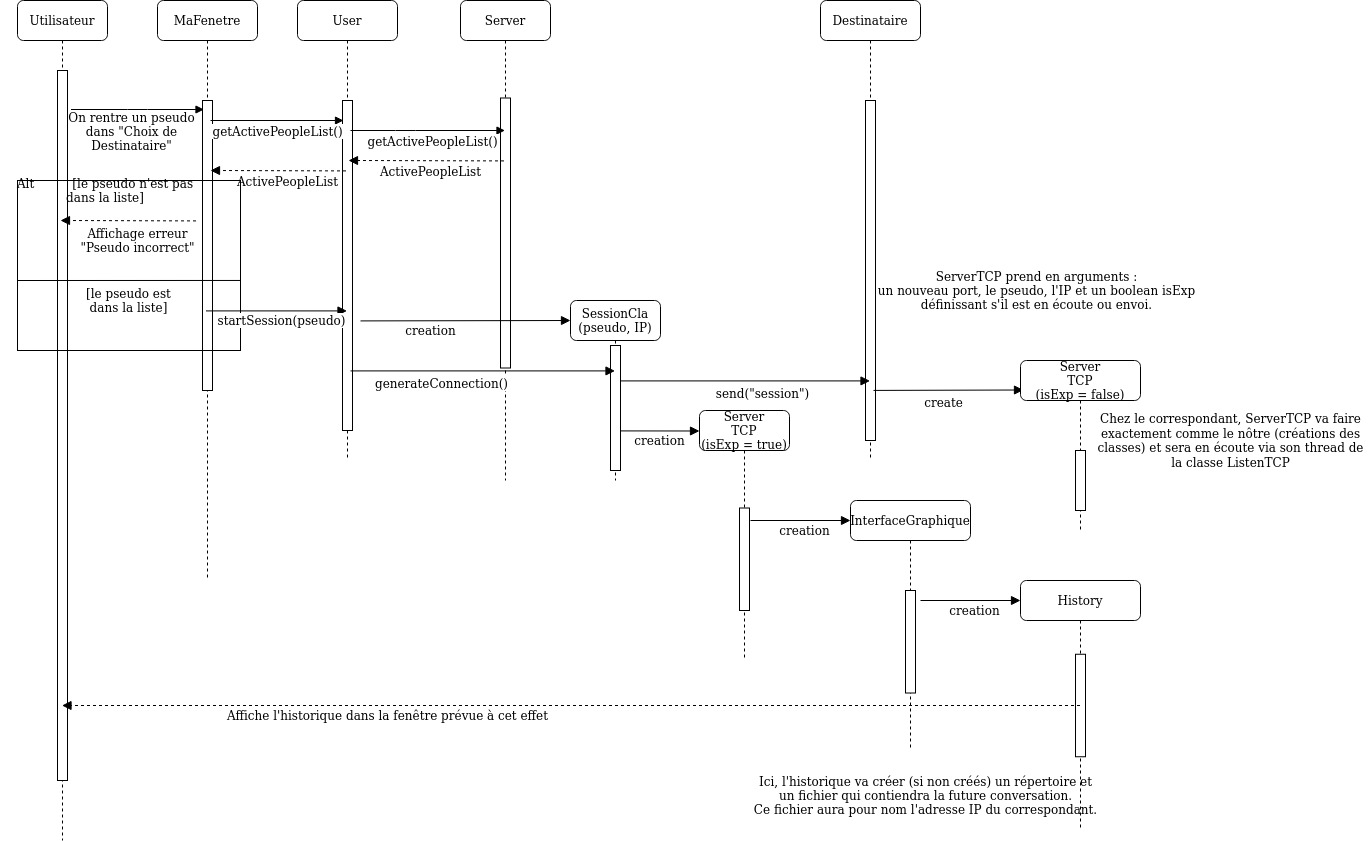 Utilisateur
MaFenetre
User
Server
Destinataire
On rentre un pseudo
dans "Choix de
Destinataire"
getActivePeopleList()
getActivePeopleList()
ActivePeopleList
ActivePeopleList
Alt
[le pseudo n'est pas
dans la liste]
Affichage erreur
"Pseudo incorrect"
[le pseudo est
dans la liste]
startSession(pseudo)
creation
SessionCla
(pseudo, IP)
ServerTCP prend en arguments :
un nouveau port, le pseudo, l'IP et un boolean isExp
définissant s'il est en écoute ou envoi.
generateConnection()
send("session")
create
Server
TCP
(isExp = false)
creation
Server
TCP
(isExp = true)
Chez le correspondant, ServerTCP va faire
exactement comme le nôtre (créations des
classes) et sera en écoute via son thread de
la classe ListenTCP
creation
InterfaceGraphique
creation
History
Affiche l'historique dans la fenêtre prévue à cet effet
Ici, l'historique va créer (si non créés) un répertoire et
un fichier qui contiendra la future conversation.
Ce fichier aura pour nom l'adresse IP du correspondant.